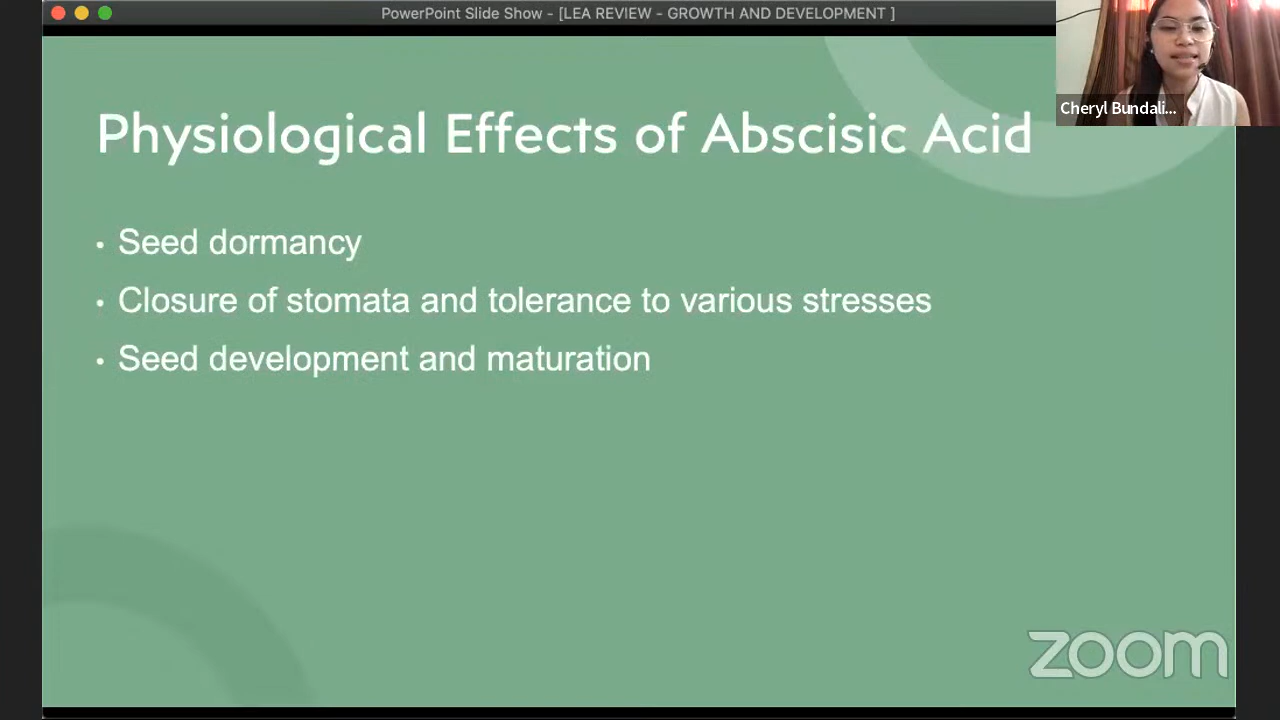 PowerPoint Slide Show - [LEA REVIEW - GROWTH AND DEVELOPMENT ]
Cheryl Bundali...
Physiological Effects of Abscisic Acid
• Seed dormancy
• Closure of stomata and tolerance to various stresses
• Seed development and maturation
zoom